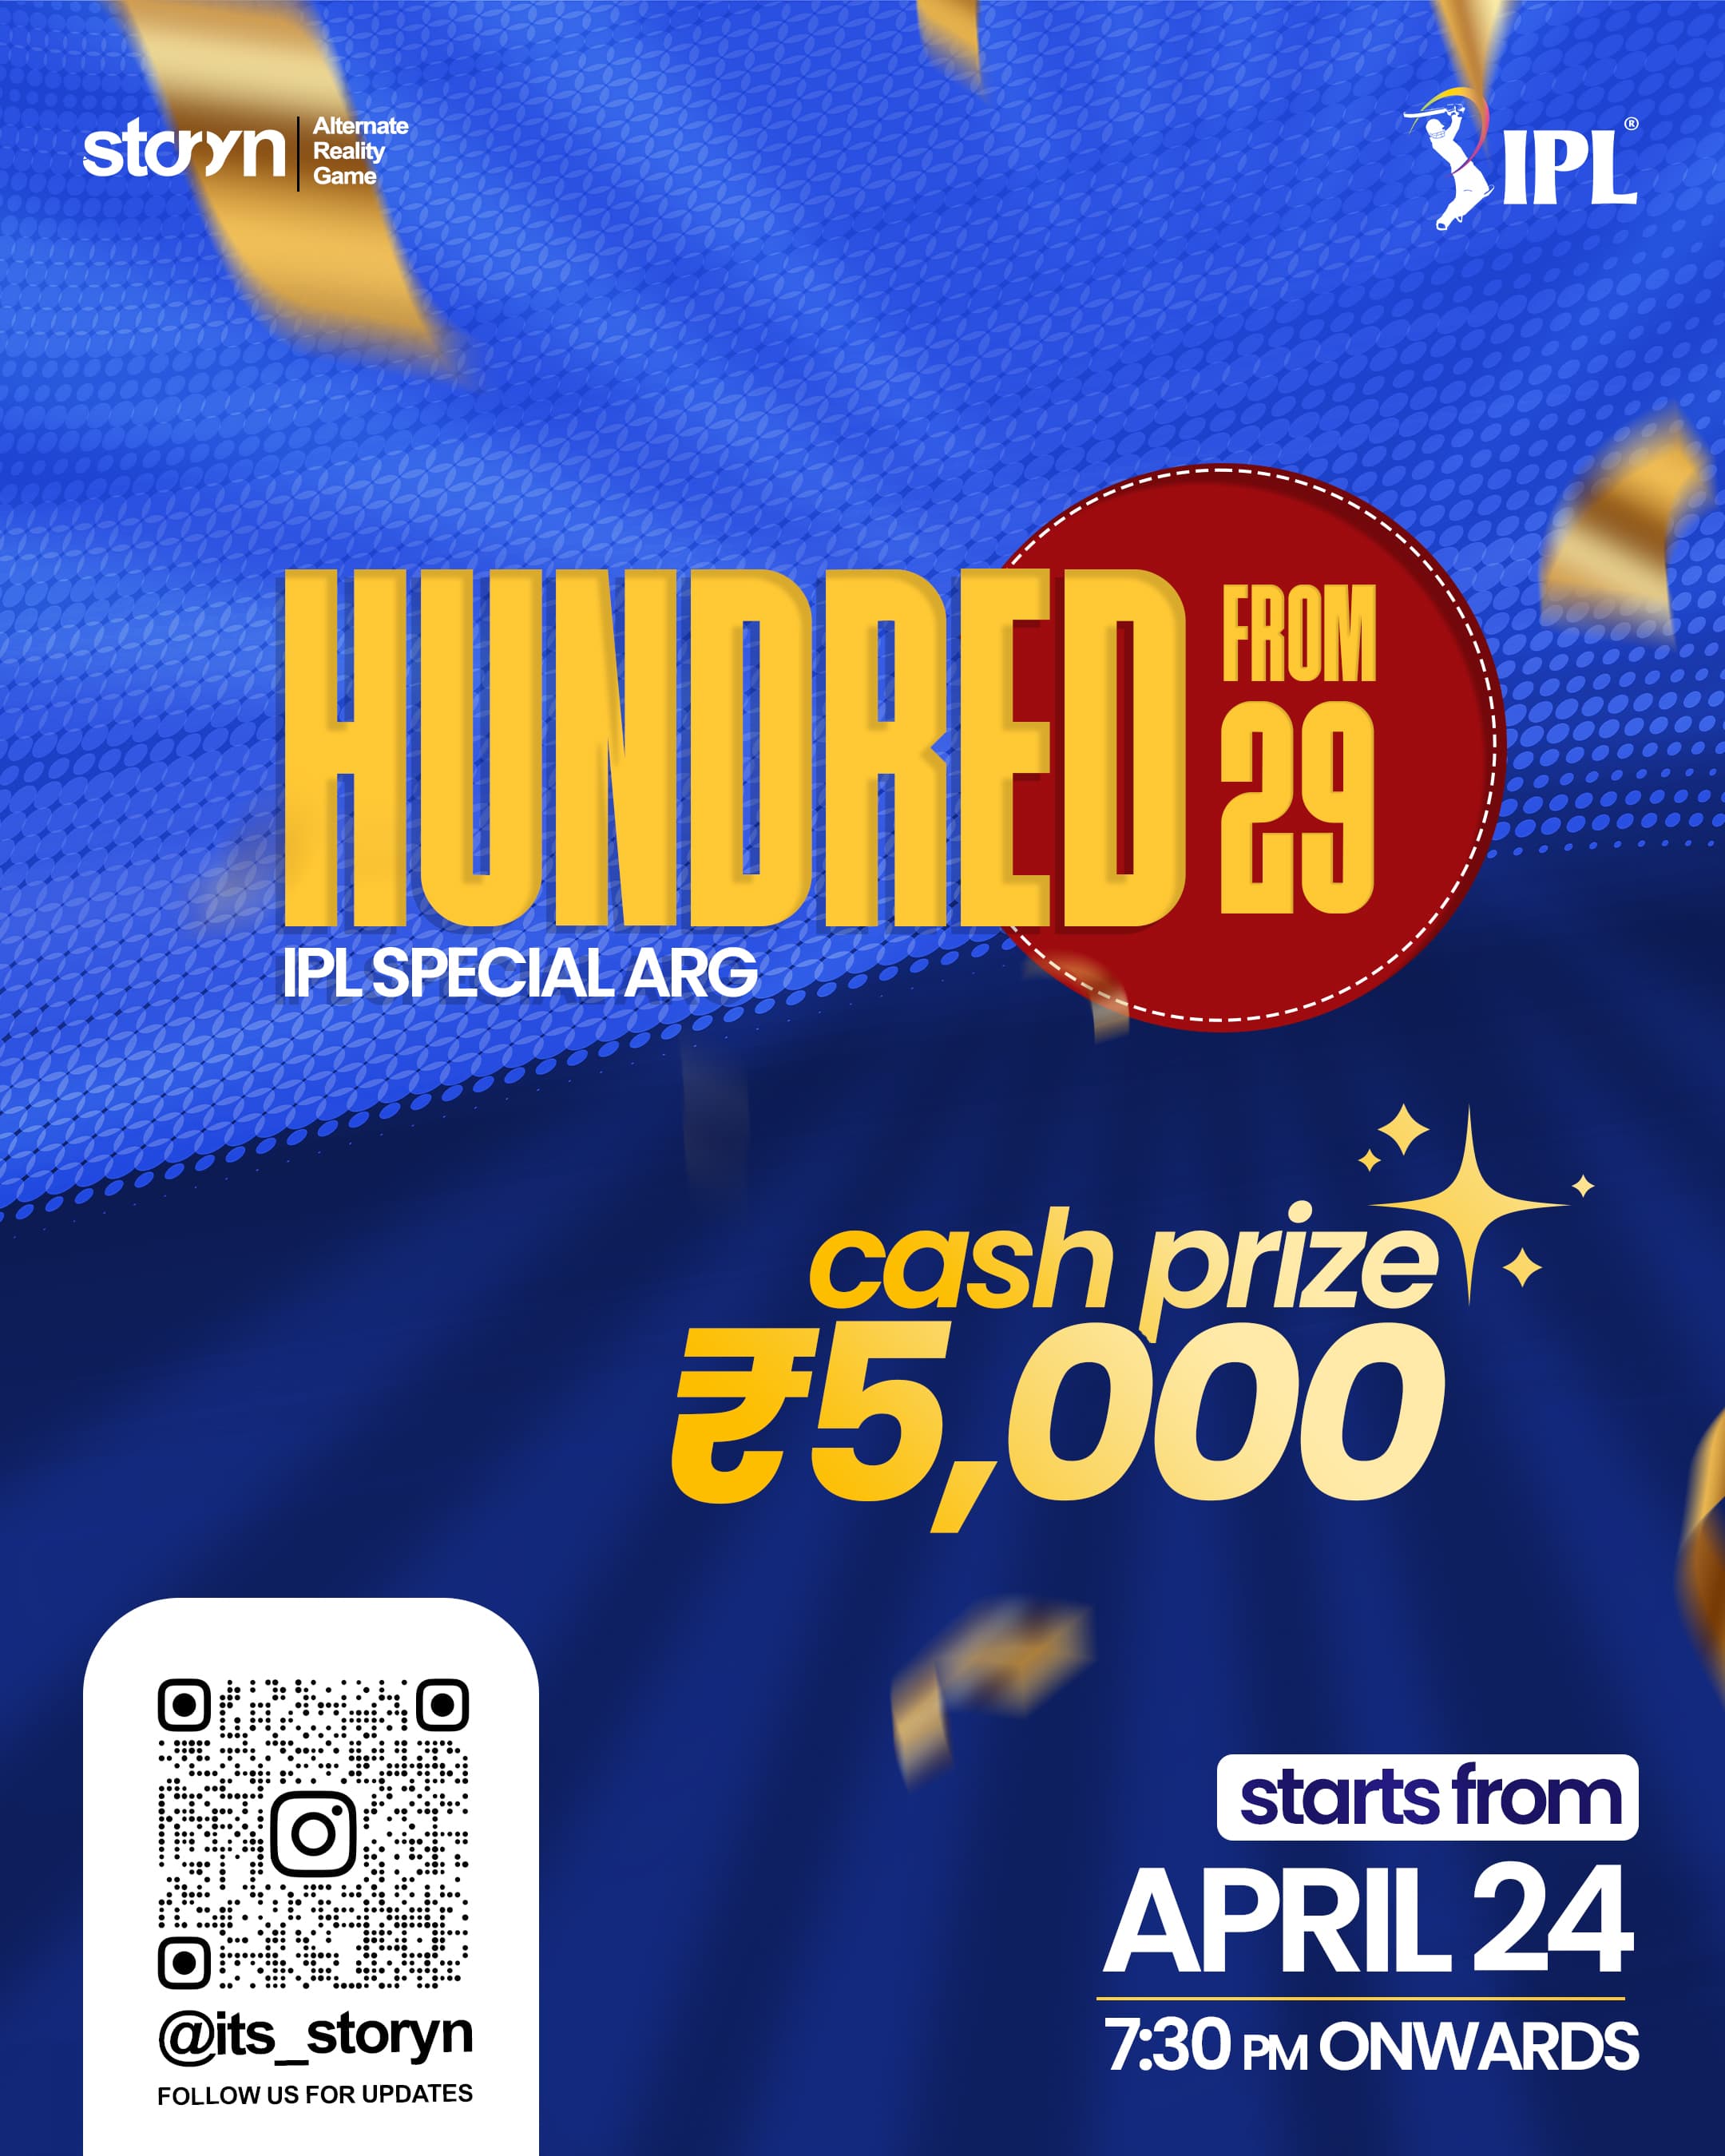 storyn
Alternate
Reality
Game
IPL®
HUNDRED
FROM
29
IPL SPECIAL ARG
cash prize
₹5,000
starts from
APRIL 24
7:30 PM ONWARDS
@its_storyn
FOLLOW US FOR UPDATES